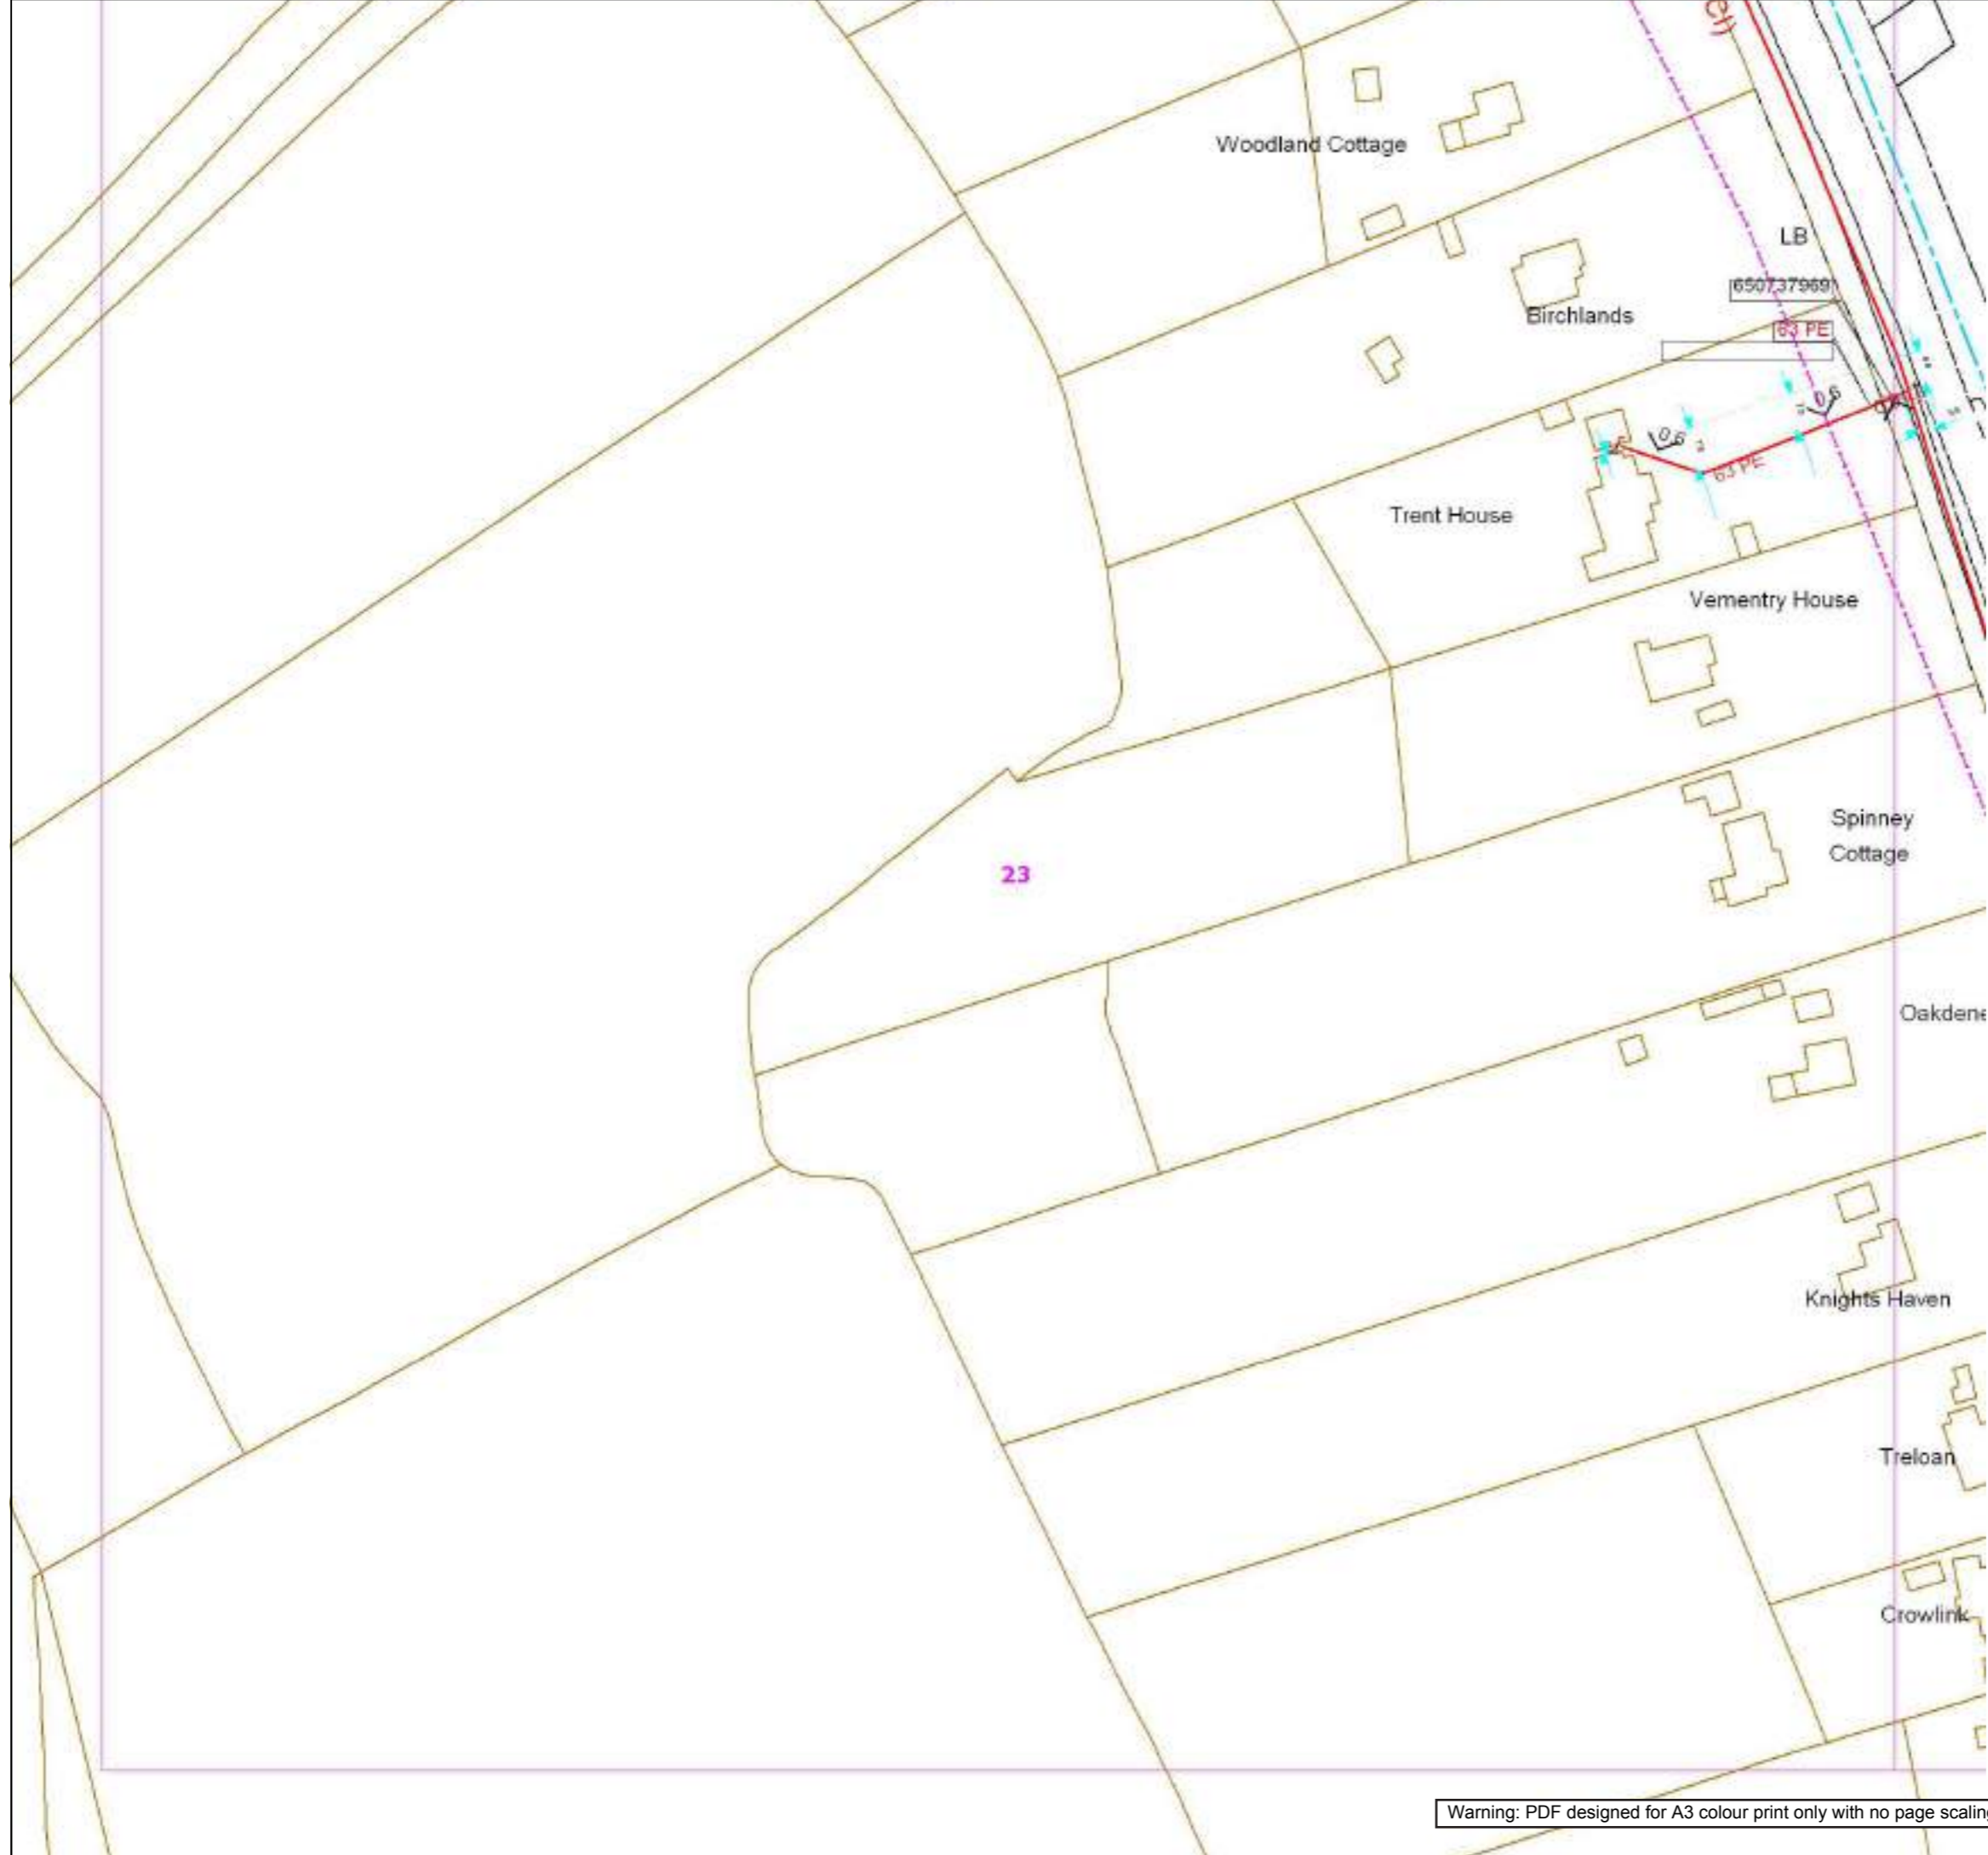 Woodland Cottage
LB
650737969
63 PE
Birchlands
0.6
0.6
63 PE
Trent House
Vementry House
Spinney
Cottage
23
Oakdene
Knights Haven
Treloan
Crowlink
Warning: PDF designed for A3 colour print only with no page scaling